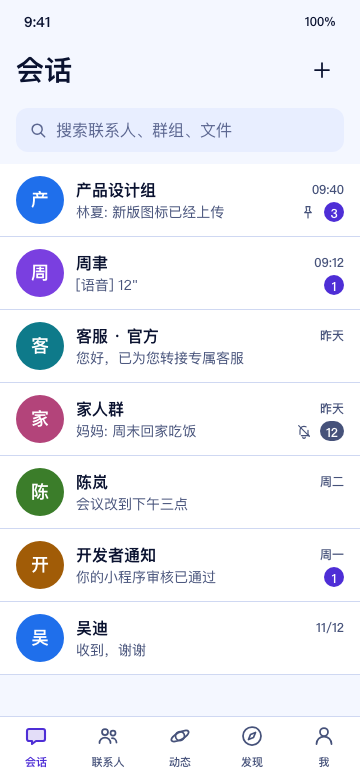 9:41 100%
会话
搜索联系人、群组、文件
产 产品设计组 09:40
林夏: 新版图标已经上传 3
周 周聿 09:12
[语音] 12" 1
客 客服 · 官方 昨天
您好，已为您转接专属客服
家 家人群 昨天
妈妈: 周末回家吃饭 12
陈 陈岚 周二
会议改到下午三点
开 开发者通知 周一
你的小程序审核已通过 1
吴 吴迪 11/12
收到，谢谢
会话 联系人 动态 发现 我